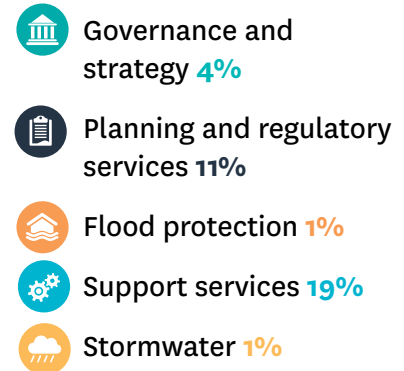 Governance and
strategy 4%
Planning and regulatory
services 11%
Flood protection 1%
Support services 19%
Stormwater 1%